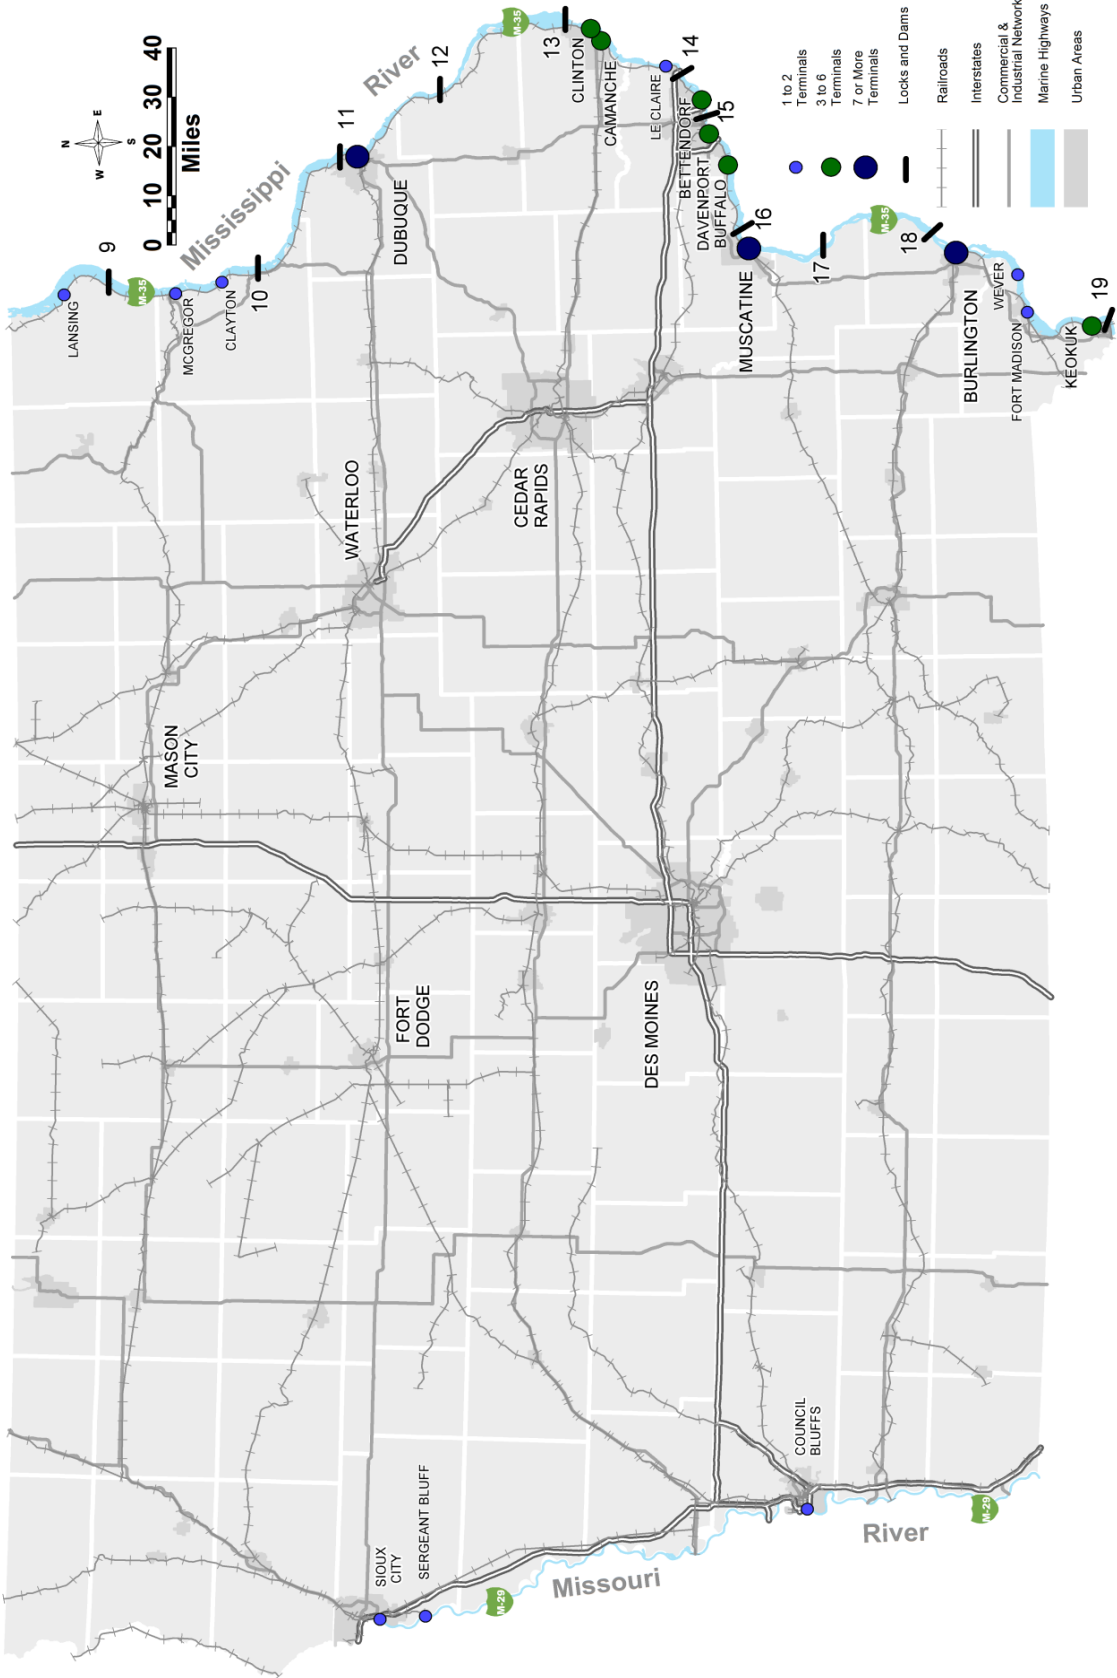 N
W
E
S
0
10
20
30
40
Miles
Mississippi
River
M-35
M-35
M-35
9
10
11
12
13
14
15
16
17
18
19
LANSING
MCGREGOR
CLAYTON
DUBUQUE
CLINTON
CAMANCHE
LE CLAIRE
BETTENDORF
DAVENPORT
BUFFALO
MUSCATINE
BURLINGTON
WEVER
FORT MADISON
KEOKUK
WATERLOO
CEDAR
RAPIDS
MASON
CITY
FORT
DODGE
DES MOINES
SIOUX
CITY
SERGEANT BLUFF
COUNCIL
BLUFFS
Missouri
River
M-29
M-29
1 to 2
Terminals
3 to 6
Terminals
7 or More
Terminals
Locks and Dams
Railroads
Interstates
Commercial &
Industrial Network
Marine Highways
Urban Areas